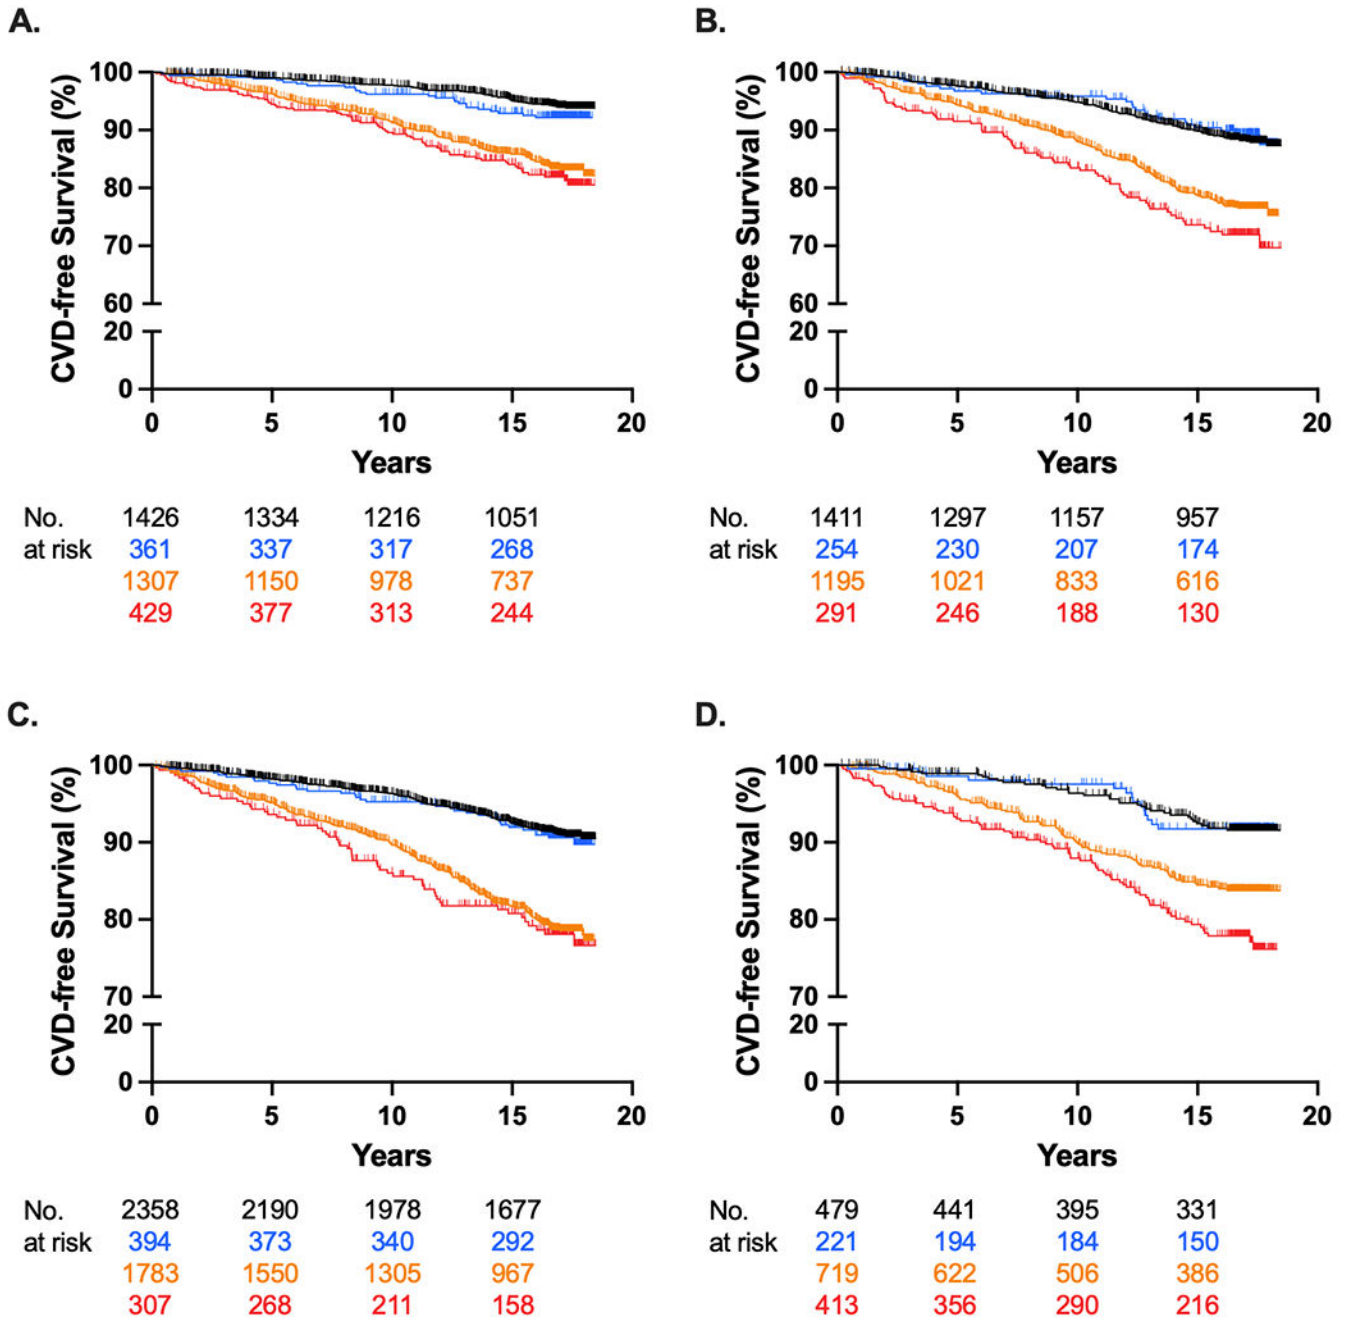 A.
CVD-free Survival (%)
100
90
80
70
60
20
0
0 5 10 15 20
Years
No. 1426 1334 1216 1051
at risk 361 337 317 268
1307 1150 978 737
429 377 313 244
B.
CVD-free Survival (%)
100
90
80
70
60
20
0
0 5 10 15 20
Years
No. 1411 1297 1157 957
at risk 254 230 207 174
1195 1021 833 616
291 246 188 130
C.
CVD-free Survival (%)
100
90
80
70
20
0
0 5 10 15 20
Years
No. 2358 2190 1978 1677
at risk 394 373 340 292
1783 1550 1305 967
307 268 211 158
D.
CVD-free Survival (%)
100
90
80
70
20
0
0 5 10 15 20
Years
No. 479 441 395 331
at risk 221 194 184 150
719 622 506 386
413 356 290 216